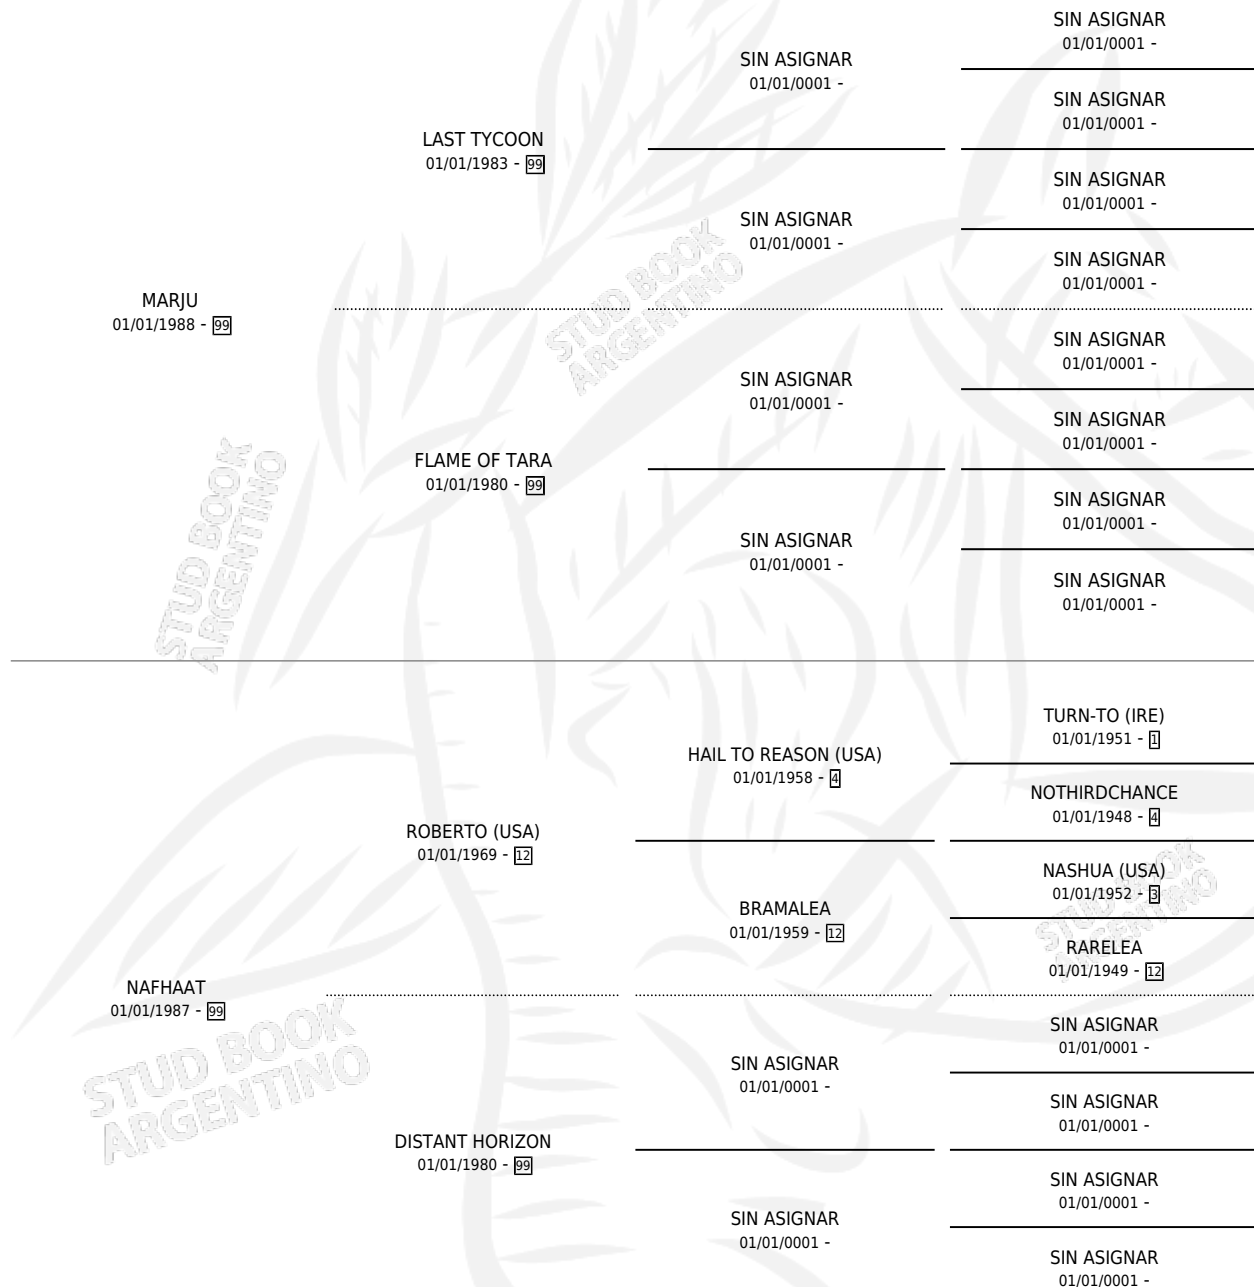 SIN ASIGNAR
01/01/0001 -
SIN ASIGNAR
01/01/0001 -
SIN ASIGNAR
01/01/0001 -
LAST TYCOON
01/01/1983 - 99
SIN ASIGNAR
01/01/0001 -
SIN ASIGNAR
01/01/0001 -
SIN ASIGNAR
01/01/0001 -
MARJU
01/01/1988 - 99
SIN ASIGNAR
01/01/0001 -
SIN ASIGNAR
01/01/0001 -
SIN ASIGNAR
01/01/0001 -
FLAME OF TARA
01/01/1980 - 99
SIN ASIGNAR
01/01/0001 -
SIN ASIGNAR
01/01/0001 -
SIN ASIGNAR
01/01/0001 -
STUD BOOK
ARGENTINO
STUD BOOK
ARGENTINO
TURN-TO (IRE)
01/01/1951 - 1
HAIL TO REASON (USA)
01/01/1958 - 4
NOTHIRDCHANCE
01/01/1948 - 4
ROBERTO (USA)
01/01/1969 - 12
NASHUA (USA)
01/01/1952 - 3
BRAMALEA
01/01/1959 - 12
RARELEA
01/01/1949 - 12
STUD BOOK
ARGENTINO
NAFHAAT
01/01/1987 - 99
SIN ASIGNAR
01/01/0001 -
SIN ASIGNAR
01/01/0001 -
SIN ASIGNAR
01/01/0001 -
DISTANT HORIZON
01/01/1980 - 99
SIN ASIGNAR
01/01/0001 -
SIN ASIGNAR
01/01/0001 -
SIN ASIGNAR
01/01/0001 -
STUD BOOK
ARGENTINO